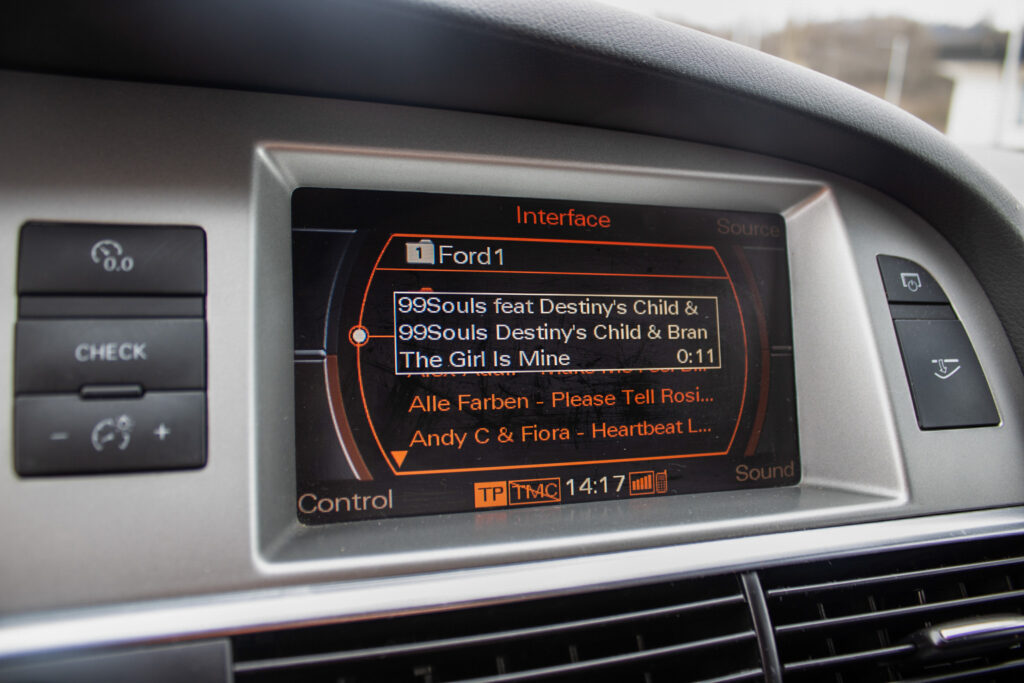 Interface
Source
1 Ford1
99Souls feat Destiny's Child &
99Souls Destiny's Child & Bran
The Girl Is Mine 0:11
Alle Farben - Please Tell Rosi...
Andy C & Fiora - Heartbeat L...
Control
TP TMC 14:17
Sound
0.0
CHECK
- +